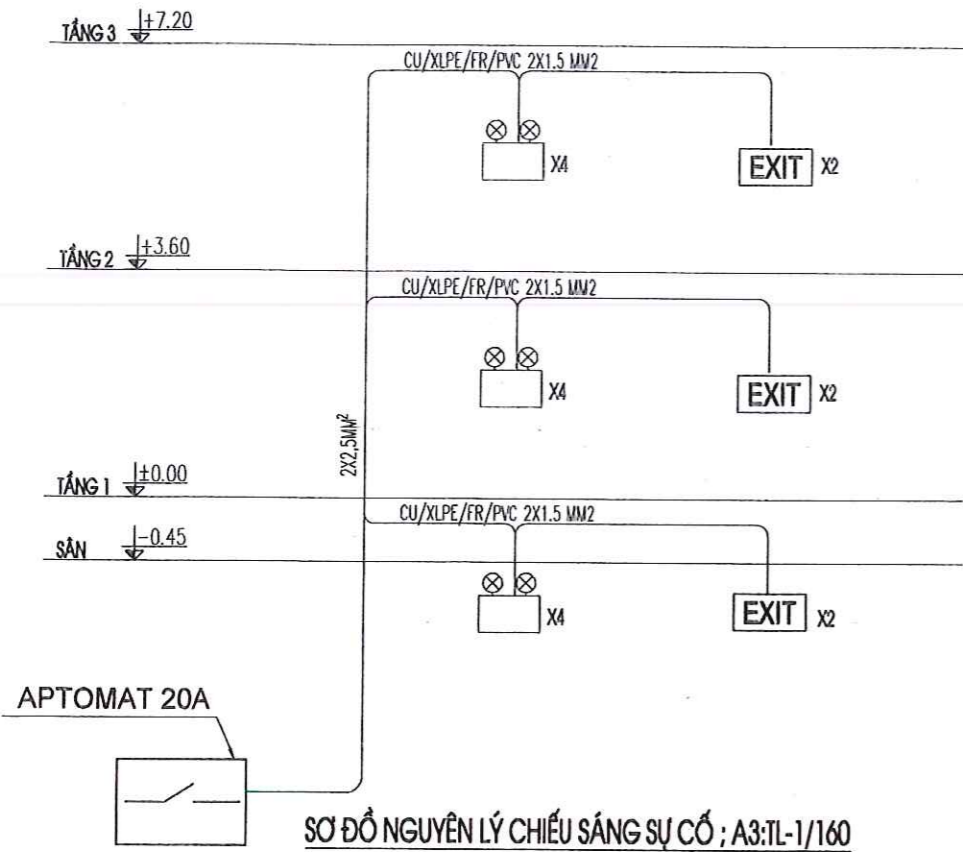 TẦNG 3 +7.20
CU/XLPE/FR/PVC 2X1.5 MM2
X4
EXIT X2
TẦNG 2 +3.60
CU/XLPE/FR/PVC 2X1.5 MM2
X4
EXIT X2
2X2,5MM²
TẦNG 1 ±0.00
CU/XLPE/FR/PVC 2X1.5 MM2
SÂN -0.45
X4
EXIT X2
APTOMAT 20A
SƠ ĐỒ NGUYÊN LÝ CHIẾU SÁNG SỰ CỐ ; A3:TL-1/160